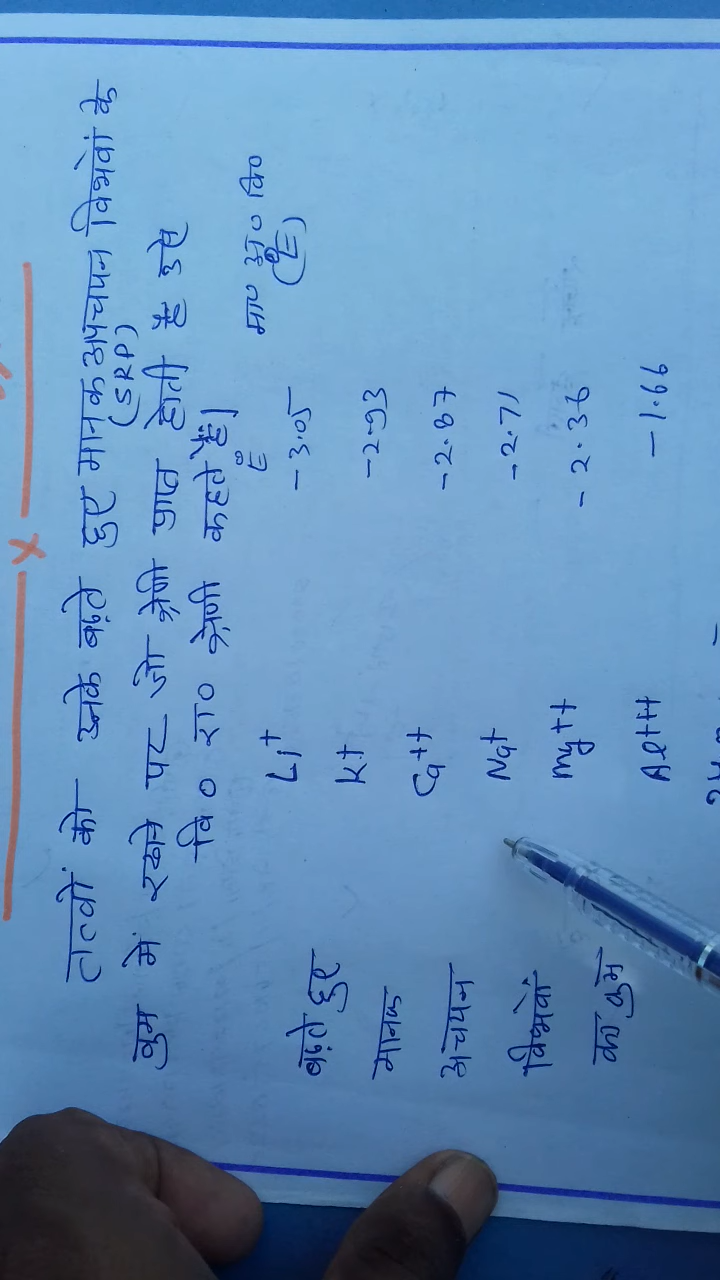 तत्वों को उनके बढ़ते हुए मानक अपचयन विभवों के
(SRP)
क्रम में रखने पर जो श्रेणी प्राप्त होती है उसे
वि० रा० श्रेणी कहते हैं।
E° मा० अ० वि०
(E°)
बढ़ते हुए Li+ -3.05
मानक K+ -2.93
अचयन Ca++ -2.87
विभवों Na+ -2.71
का क्रम Mg++ -2.36
Al+++ -1.66